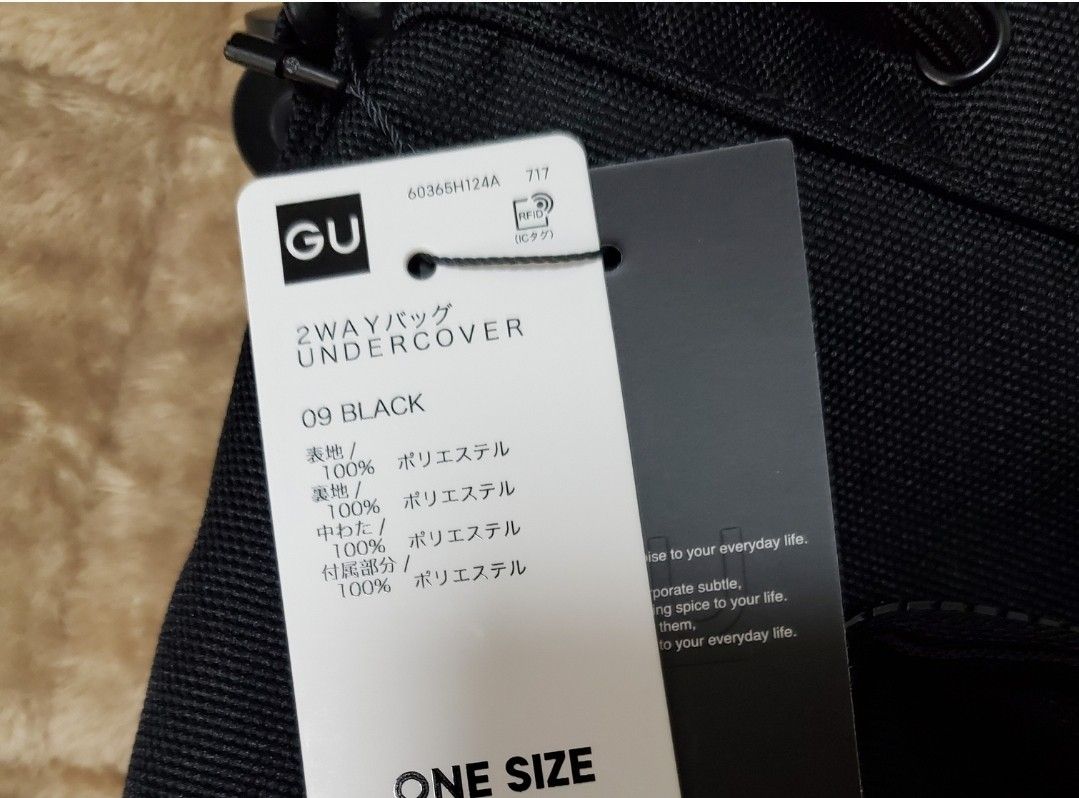 GU
60365H124A 717
RFID
(ICタグ)
2WAYバッグ
UNDERCOVER
09 BLACK
表地/
100% ポリエステル
裏地/
100% ポリエステル
中わた/
100% ポリエステル
付属部分/
100% ポリエステル
ONE SIZE
to your everyday life.
subtle,
spice to your life.
them,
to your everyday life.